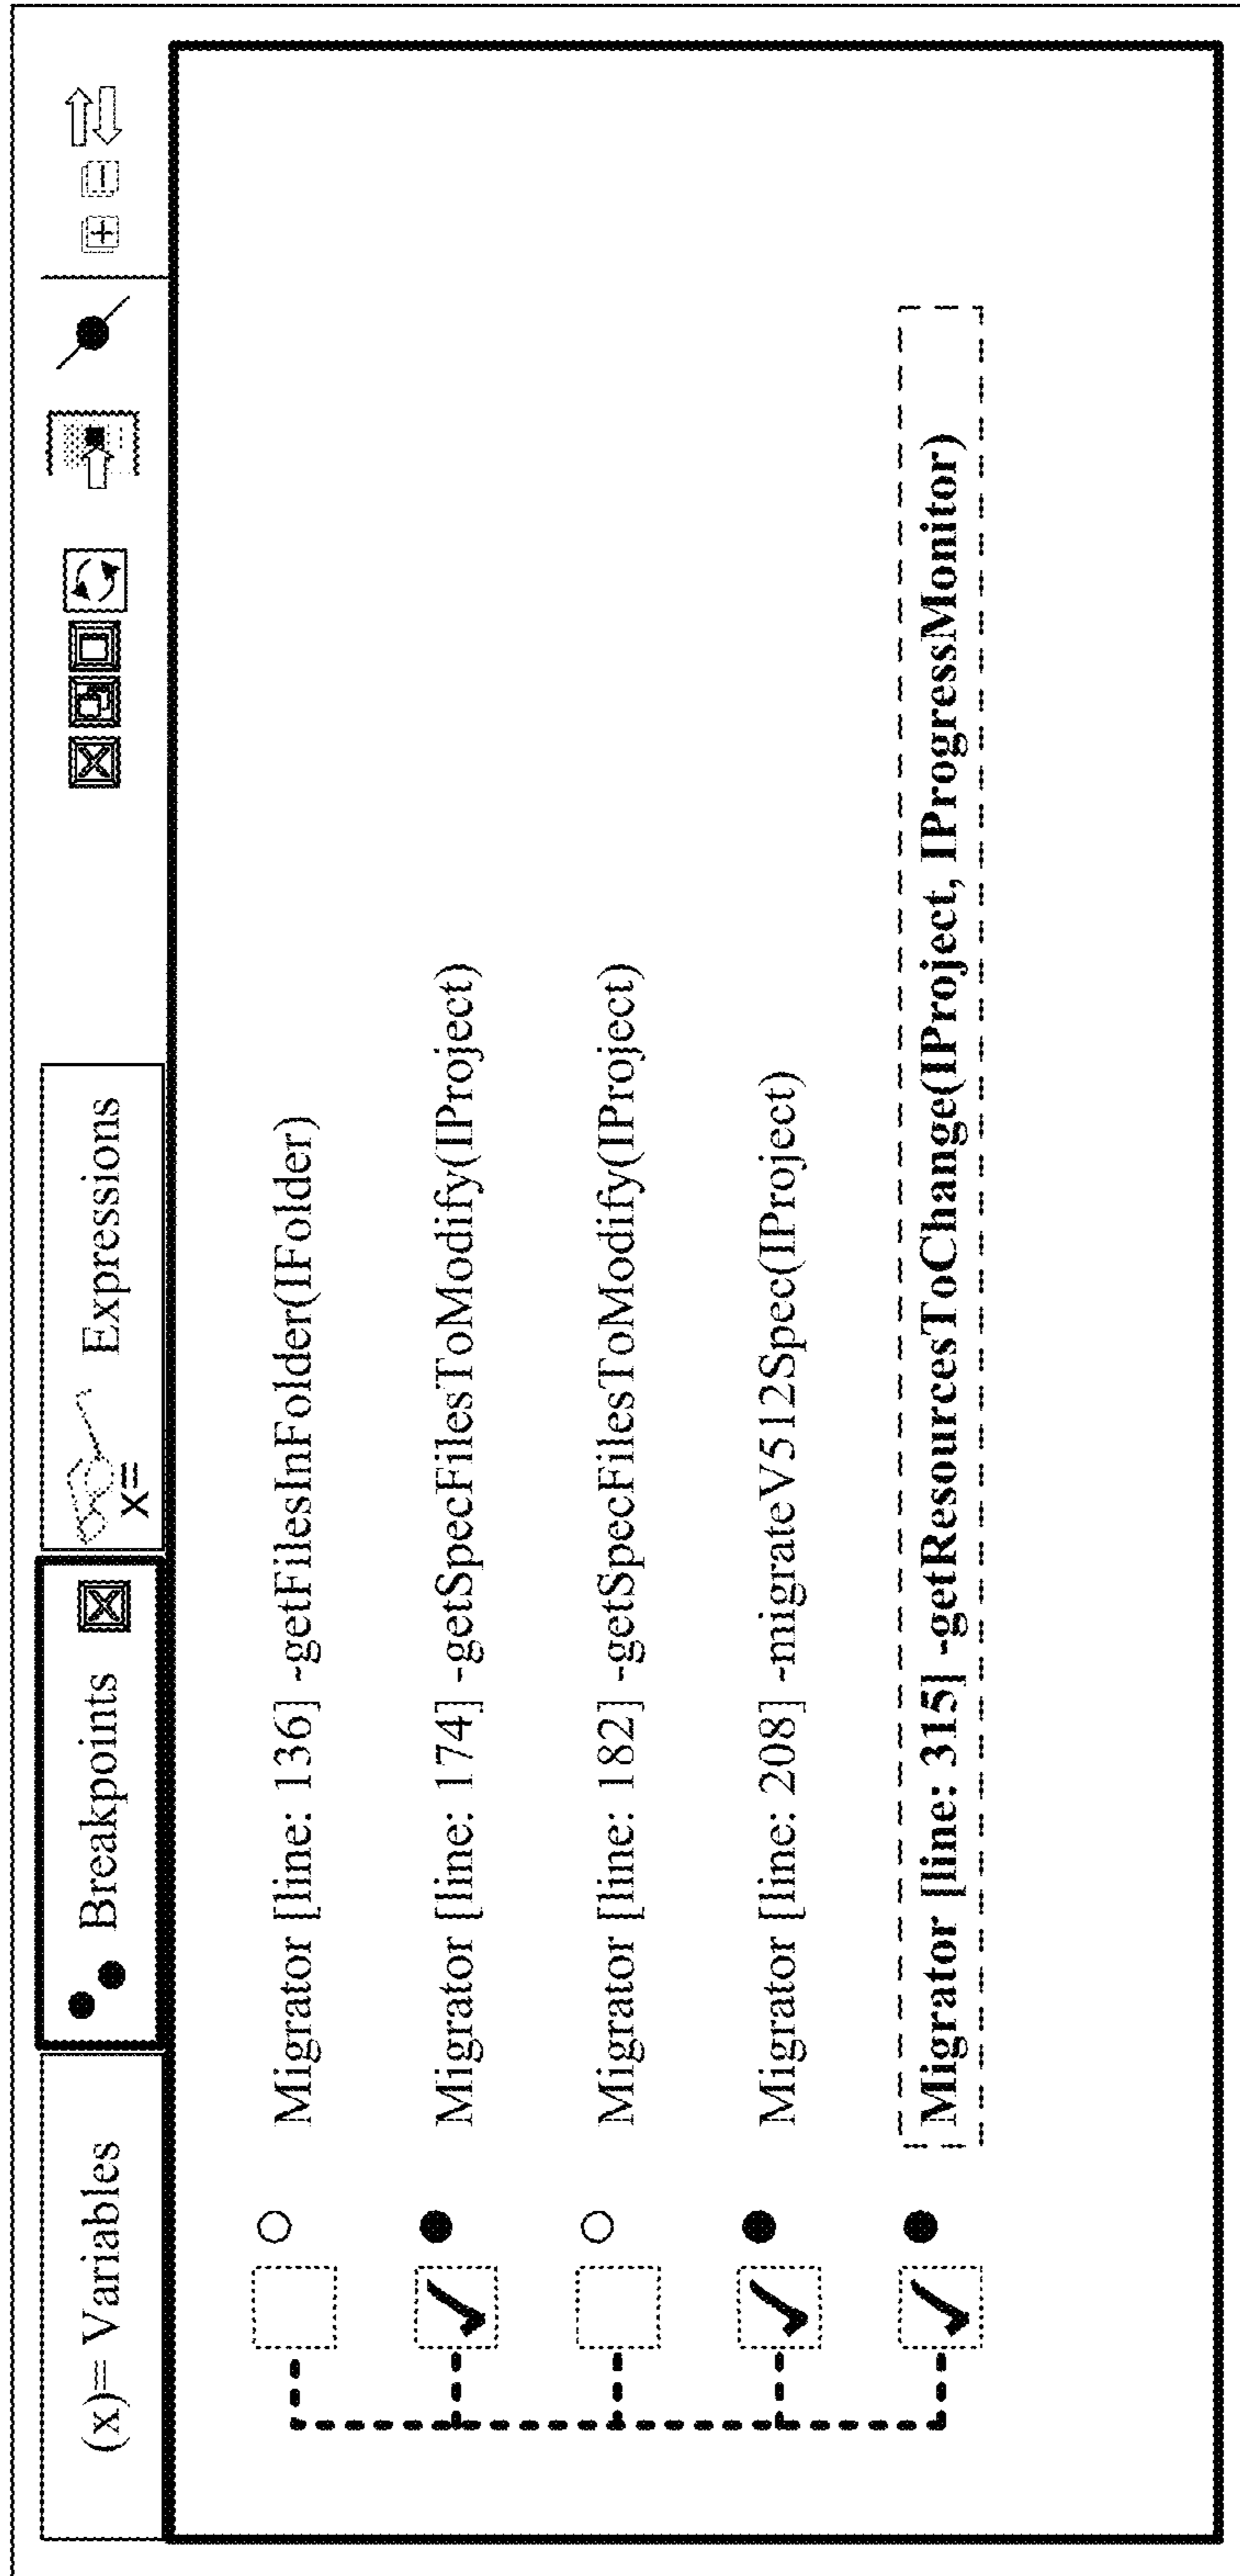 (x)= Variables
Breakpoints
x=
Expressions
Migrator [line: 136] -getFilesInFolder(IFolder)
Migrator [line: 174] -getSpecFilesToModify(IProject)
Migrator [line: 182] -getSpecFilesToModify(IProject)
Migrator [line: 208] -migrateV512Spec(IProject)
Migrator [line: 315] -getResourcesToChange(IProject, IProgressMonitor)